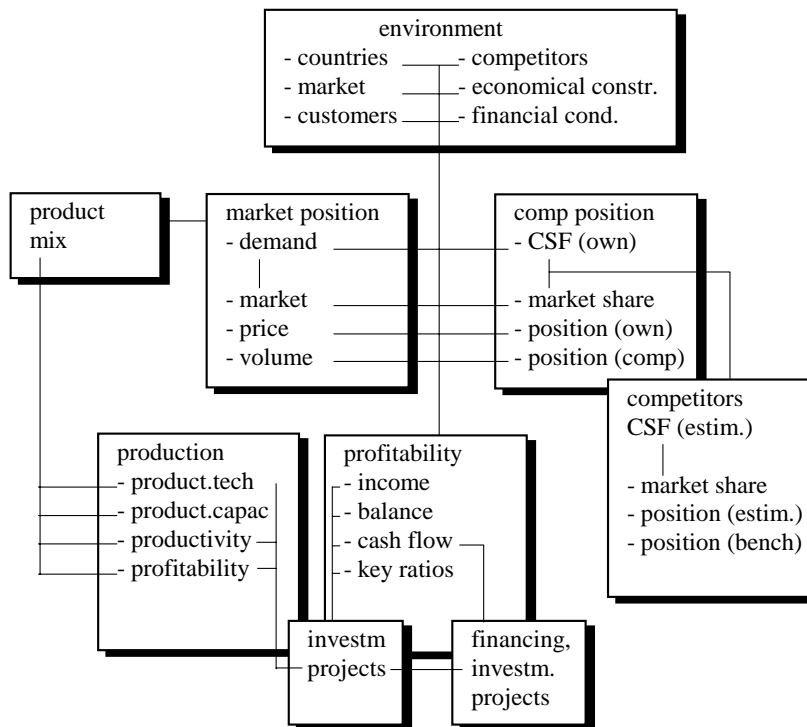 environment
- countries - competitors
- market - economical constr.
- customers - financial cond.
product
mix
market position
- demand
- market
- price
- volume
comp position
- CSF (own)
- market share
- position (own)
- position (comp)
competitors
CSF (estim.)
- market share
- position (estim.)
- position (bench)
production
- product.tech
- product.capac
- productivity
- profitability
profitability
- income
- balance
- cash flow
- key ratios
investm
projects
financing,
investm.
projects